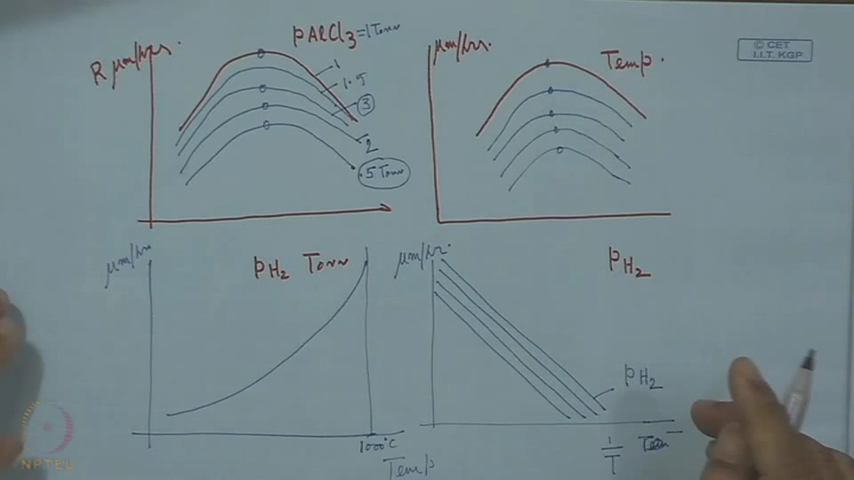 R μm/hrs.
pAlCl3 = 1 Torr
1
1.5
3
2
.5 Torr
μm/hr.
Temp.
© CET
I.I.T. KGP
μm/hr
pH2 Torr
1000°C
Temp
μm/hr.
pH2
pH2
1/T
NPTEL